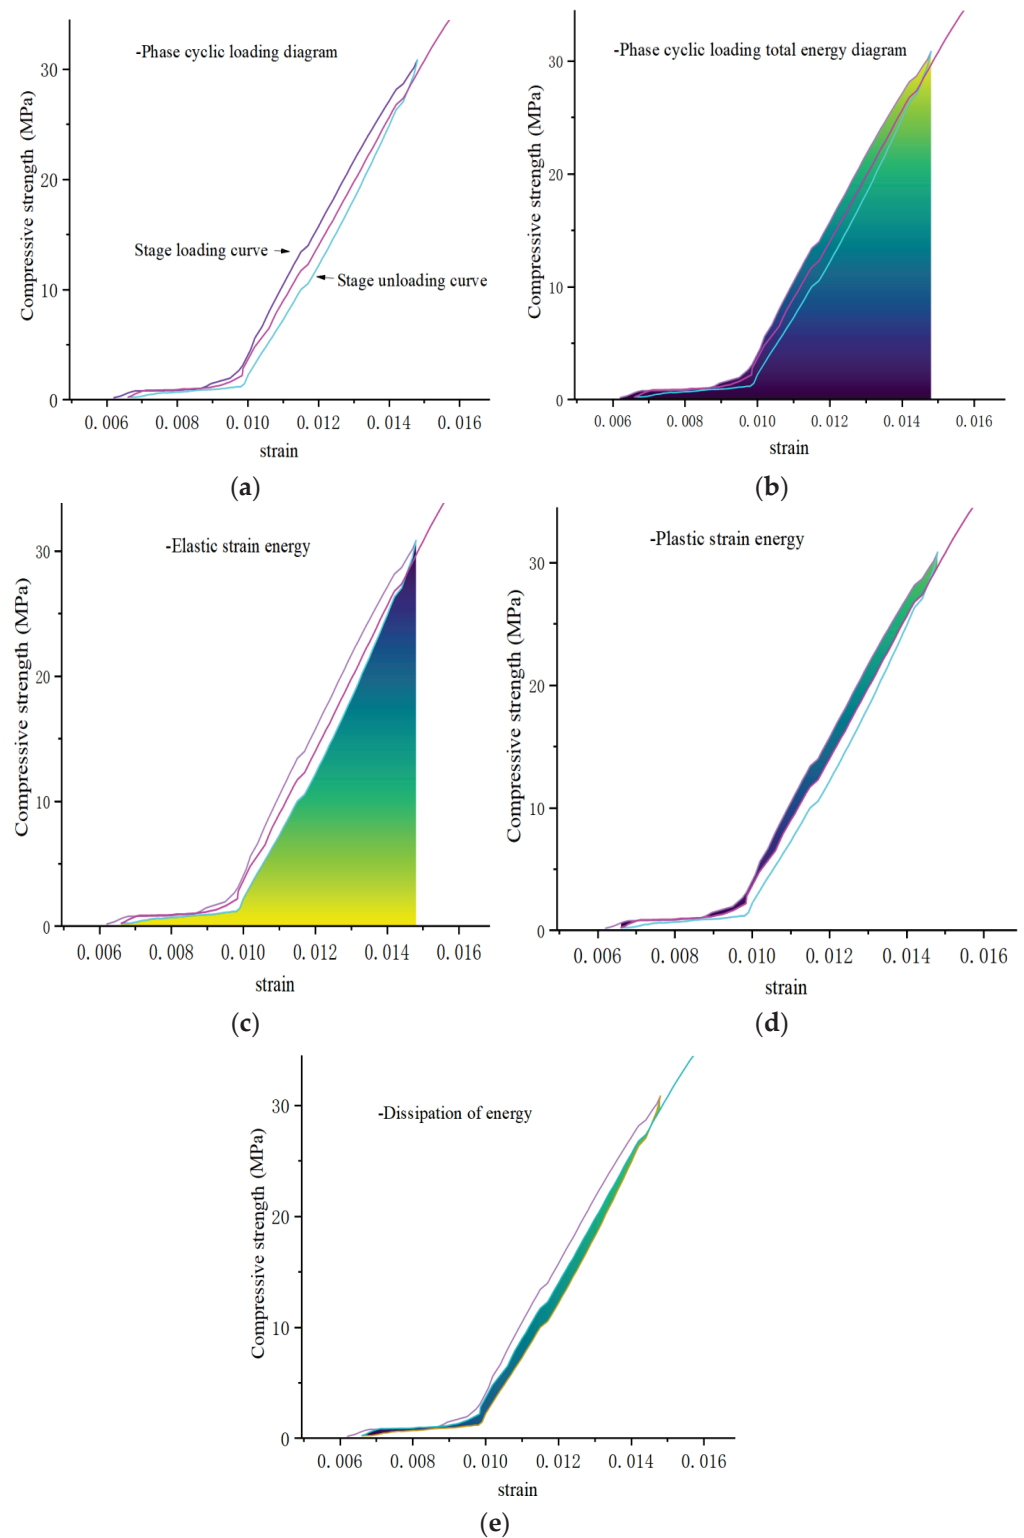 -Phase cyclic loading diagram
Compressive strength (MPa)
30
20
10
0
Stage loading curve
Stage unloading curve
0.006 0.008 0.010 0.012 0.014 0.016
strain
(a)
-Phase cyclic loading total energy diagram
Compressive strength (MPa)
30
20
10
0
0.006 0.008 0.010 0.012 0.014 0.016
strain
(b)
-Elastic strain energy
Compressive strength (MPa)
30
20
10
0
0.006 0.008 0.010 0.012 0.014 0.016
strain
(c)
-Plastic strain energy
Compressive strength (MPa)
30
20
10
0
0.006 0.008 0.010 0.012 0.014 0.016
strain
(d)
-Dissipation of energy
Compressive strength (MPa)
30
20
10
0
0.006 0.008 0.010 0.012 0.014 0.016
strain
(e)